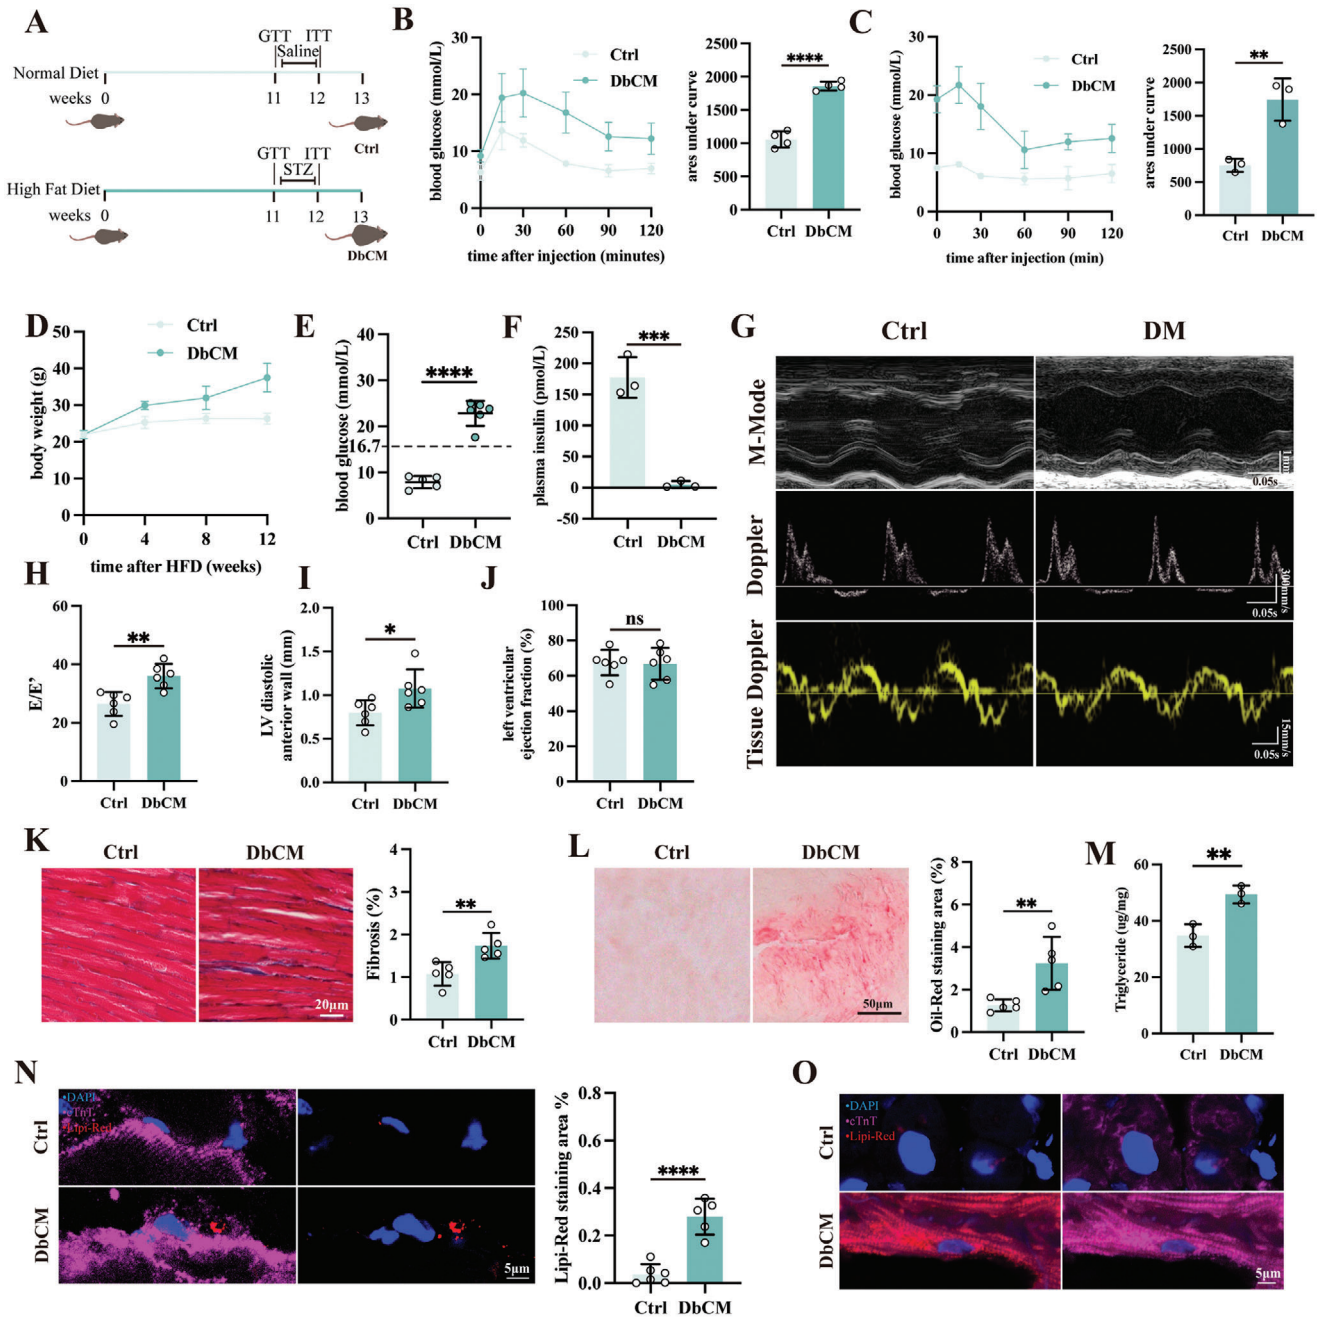 A
GTT ITT
Saline
Normal Diet
weeks 0 11 12 13
Ctrl
GTT ITT
STZ
High Fat Diet
weeks 0 11 12 13
DbCM
B
blood glucose (mmol/L)
30
20
10
0
0 30 60 90 120
time after injection (minutes)
Ctrl
DbCM
ares under curve
2500
2000
1500
1000
500
0
****
Ctrl DbCM
C
blood glucose (mmol/L)
30
20
10
0
0 30 60 90 120
time after injection (min)
Ctrl
DbCM
ares under curve
2500
2000
1500
1000
500
0
**
Ctrl DbCM
D
body weight (g)
50
40
30
20
10
0
0 4 8 12
time after HFD (weeks)
Ctrl
DbCM
E
blood glucose (mmol/L)
40
30
20
16.7
10
0
****
Ctrl DbCM
F
plasma insulin (pmol/L)
250
200
150
100
50
0
-50
***
Ctrl DbCM
G
Ctrl DM
M-Mode
1mm
0.05s
Doppler
300mm/s
0.05s
Tissue Doppler
15mm/s
0.05s
H
E/E’
60
40
20
0
**
Ctrl DbCM
I
LV diastolic
anterior wall (mm)
2.0
1.5
1.0
0.5
0.0
*
Ctrl DbCM
J
left ventricular
ejection fraction (%)
100
80
60
40
20
0
ns
Ctrl DbCM
K
Ctrl DbCM
20μm
Fibrosis (%)
4
3
2
1
0
**
Ctrl DbCM
L
Ctrl DbCM
50μm
Oil-Red staining area (%)
8
6
4
2
0
**
Ctrl DbCM
M
Triglyceride (ug/mg)
60
40
20
0
**
Ctrl DbCM
N
•DAPI
•cTnT
•Lipi-Red
Ctrl
DbCM
5μm
Lipi-Red staining area %
0.8
0.6
0.4
0.2
0.0
****
Ctrl DbCM
O
•DAPI
•cTnT
•Lipi-Red
Ctrl
DbCM
5μm